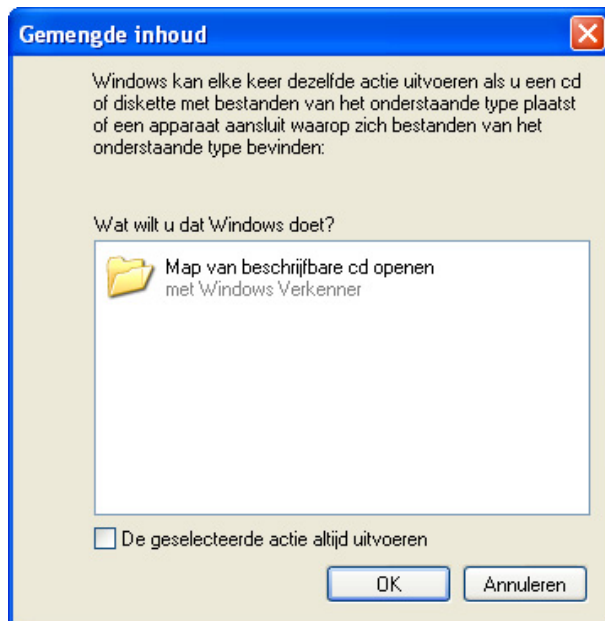 Gemengde inhoud
Windows kan elke keer dezelfde actie uitvoeren als u een cd
of diskette met bestanden van het onderstaande type plaatst
of een apparaat aansluit waarop zich bestanden van het
onderstaande type bevinden:
Wat wilt u dat Windows doet?
Map van beschrijfbare cd openen
met Windows Verkenner
De geselecteerde actie altijd uitvoeren
OK
Annuleren